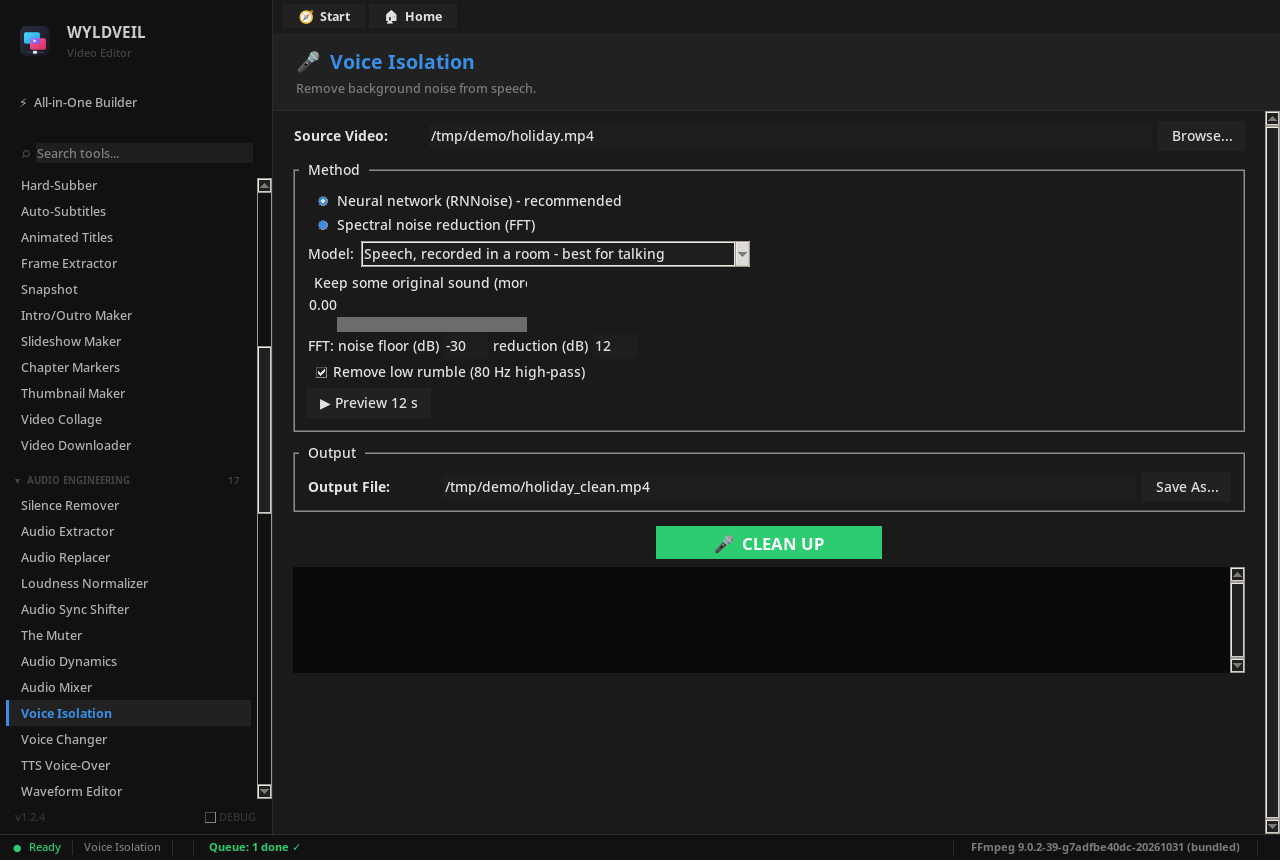 WYLDVEIL
Video Editor
⚡ All-in-One Builder
Search tools...
Hard-Subber
Auto-Subtitles
Animated Titles
Frame Extractor
Snapshot
Intro/Outro Maker
Slideshow Maker
Chapter Markers
Thumbnail Maker
Video Collage
Video Downloader
▾ AUDIO ENGINEERING 17
Silence Remover
Audio Extractor
Audio Replacer
Loudness Normalizer
Audio Sync Shifter
The Muter
Audio Dynamics
Audio Mixer
Voice Isolation
Voice Changer
TTS Voice-Over
Waveform Editor
v1.2.4 DEBUG
🧭 Start 🏠 Home
🎤 Voice Isolation
Remove background noise from speech.
Source Video: /tmp/demo/holiday.mp4 Browse...
Method
Neural network (RNNoise) - recommended
Spectral noise reduction (FFT)
Model: Speech, recorded in a room - best for talking
Keep some original sound (more
0.00
FFT: noise floor (dB) -30 reduction (dB) 12
Remove low rumble (80 Hz high-pass)
▶ Preview 12 s
Output
Output File: /tmp/demo/holiday_clean.mp4 Save As...
🎤 CLEAN UP
● Ready Voice Isolation Queue: 1 done ✓ FFmpeg 9.0.2-39-g7adfbe40dc-20261031 (bundled)